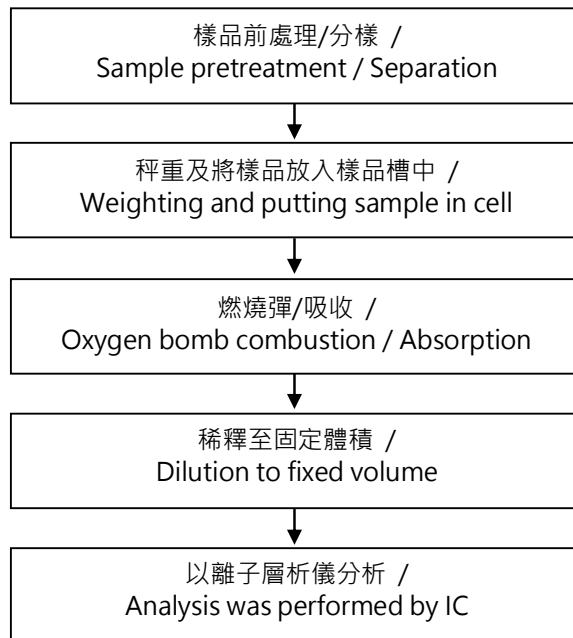 樣品前處理/分樣 /
Sample pretreatment / Separation
秤重及將樣品放入樣品槽中 /
Weighting and putting sample in cell
燃燒彈/吸收 /
Oxygen bomb combustion / Absorption
稀釋至固定體積 /
Dilution to fixed volume
以離子層析儀分析 /
Analysis was performed by IC